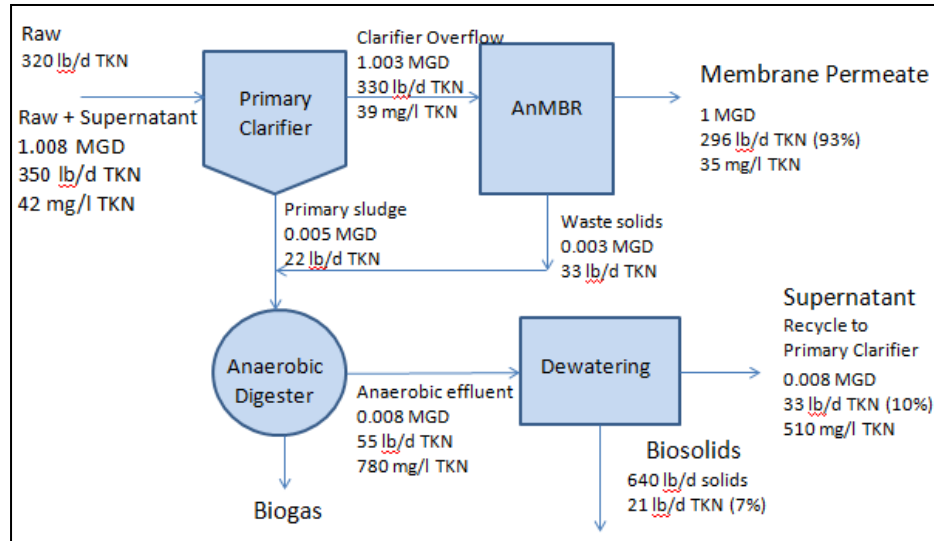 Raw
320 lb/d TKN
Raw + Supernatant
1.008 MGD
350 lb/d TKN
42 mg/l TKN
Primary
Clarifier
Clarifier Overflow
1.003 MGD
330 lb/d TKN
39 mg/l TKN
AnMBR
Membrane Permeate
1 MGD
296 lb/d TKN (93%)
35 mg/l TKN
Primary sludge
0.005 MGD
22 lb/d TKN
Waste solids
0.003 MGD
33 lb/d TKN
Anaerobic
Digester
Anaerobic effluent
0.008 MGD
55 lb/d TKN
780 mg/l TKN
Biogas
Dewatering
Supernatant
Recycle to
Primary Clarifier
0.008 MGD
33 lb/d TKN (10%)
510 mg/l TKN
Biosolids
640 lb/d solids
21 lb/d TKN (7%)